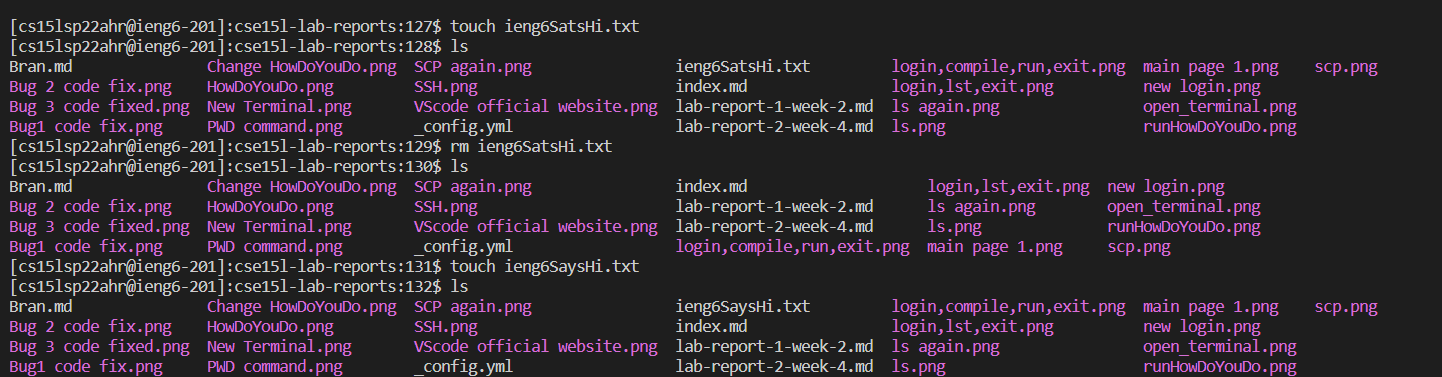 [cs15lsp22ahr@ieng6-201]:cse15l-lab-reports:127$ touch ieng6SatsHi.txt
[cs15lsp22ahr@ieng6-201]:cse15l-lab-reports:128$ ls
Bran.md               Change HowDoYouDo.png  SCP again.png                ieng6SatsHi.txt         login,compile,run,exit.png  main page 1.png    scp.png
Bug 2 code fix.png    HowDoYouDo.png         SSH.png                      index.md                login,lst,exit.png          new login.png
Bug 3 code fixed.png  New Terminal.png       VScode official website.png  lab-report-1-week-2.md  ls again.png                open_terminal.png
Bug1 code fix.png     PWD command.png        _config.yml                  lab-report-2-week-4.md  ls.png                      runHowDoYouDo.png
[cs15lsp22ahr@ieng6-201]:cse15l-lab-reports:129$ rm ieng6SatsHi.txt
[cs15lsp22ahr@ieng6-201]:cse15l-lab-reports:130$ ls
Bran.md               Change HowDoYouDo.png  SCP again.png                index.md                    login,lst,exit.png  new login.png
Bug 2 code fix.png    HowDoYouDo.png         SSH.png                      lab-report-1-week-2.md      ls again.png        open_terminal.png
Bug 3 code fixed.png  New Terminal.png       VScode official website.png  lab-report-2-week-4.md      ls.png              runHowDoYouDo.png
Bug1 code fix.png     PWD command.png        _config.yml                  login,compile,run,exit.png  main page 1.png     scp.png
[cs15lsp22ahr@ieng6-201]:cse15l-lab-reports:131$ touch ieng6SaysHi.txt
[cs15lsp22ahr@ieng6-201]:cse15l-lab-reports:132$ ls
Bran.md               Change HowDoYouDo.png  SCP again.png                ieng6SaysHi.txt         login,compile,run,exit.png  main page 1.png    scp.png
Bug 2 code fix.png    HowDoYouDo.png         SSH.png                      index.md                login,lst,exit.png          new login.png
Bug 3 code fixed.png  New Terminal.png       VScode official website.png  lab-report-1-week-2.md  ls again.png                open_terminal.png
Bug1 code fix.png     PWD command.png        _config.yml                  lab-report-2-week-4.md  ls.png                      runHowDoYouDo.png